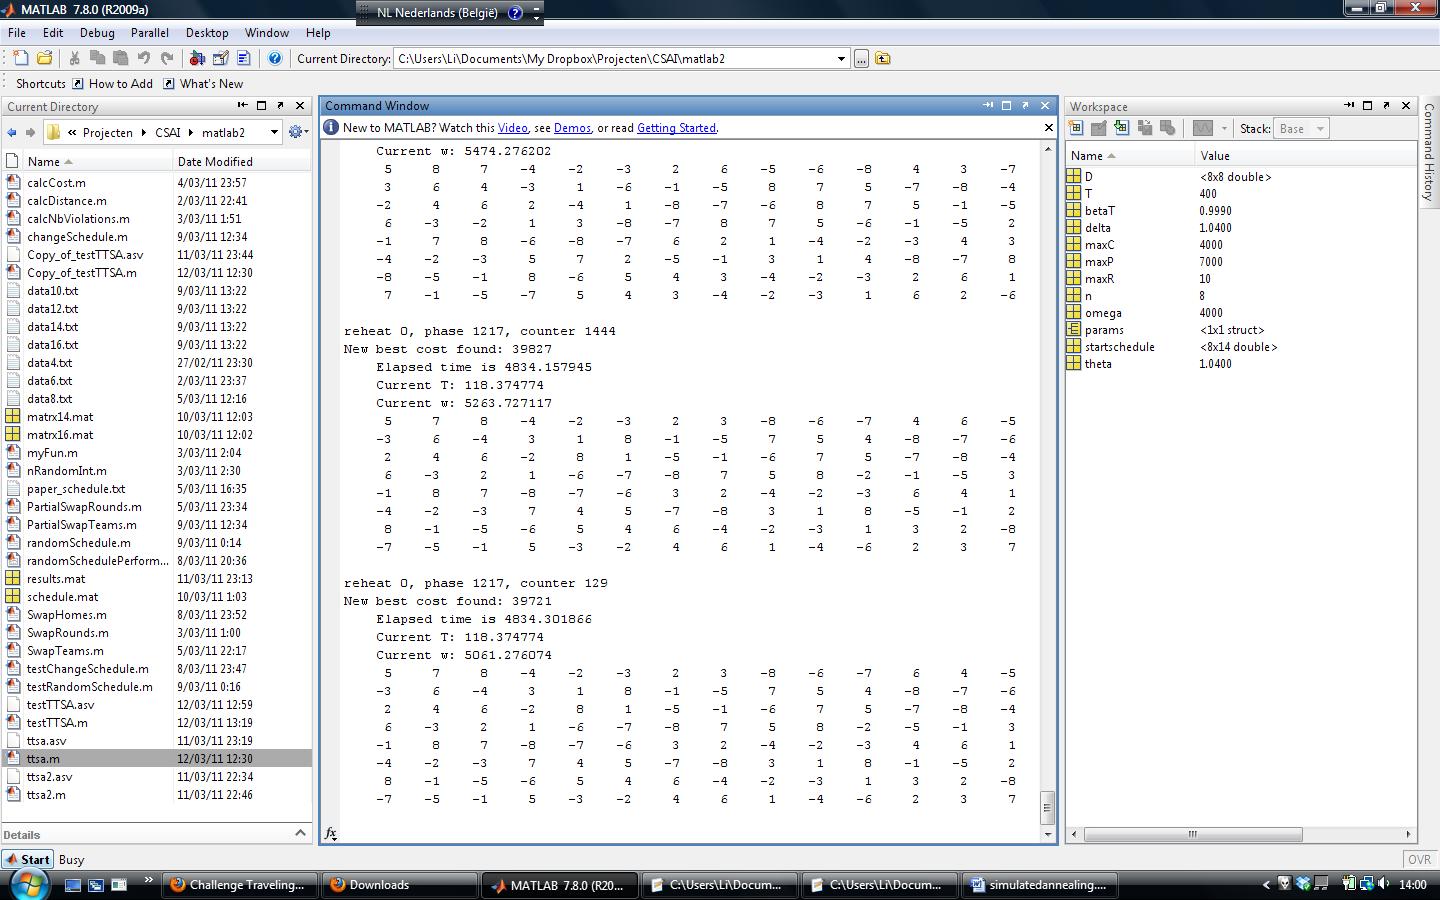 MATLAB 7.8.0 (R2009a)
NL Nederlands (België)
File Edit Debug Parallel Desktop Window Help
Current Directory: C:\Users\Li\Documents\My Dropbox\Projecten\CSAI\matlab2
Shortcuts How to Add What's New
Current Directory
« Projecten CSAI matlab2
Name Date Modified
calcCost.m 4/03/11 23:57
calcDistance.m 2/03/11 22:41
calcNbViolations.m 3/03/11 1:51
changeSchedule.m 9/03/11 12:34
Copy_of_testTTSA.asv 11/03/11 23:44
Copy_of_testTTSA.m 12/03/11 12:30
data10.txt 9/03/11 13:22
data12.txt 9/03/11 13:22
data14.txt 9/03/11 13:22
data16.txt 9/03/11 13:22
data4.txt 27/02/11 23:30
data6.txt 2/03/11 23:37
data8.txt 5/03/11 12:16
matrx14.mat 10/03/11 12:03
matrx16.mat 10/03/11 12:02
myFun.m 3/03/11 2:04
nRandomInt.m 3/03/11 2:30
paper_schedule.txt 5/03/11 16:35
PartialSwapRounds.m 5/03/11 23:34
PartialSwapTeams.m 9/03/11 12:34
randomSchedule.m 9/03/11 0:14
randomSchedulePerform... 8/03/11 20:36
results.mat 11/03/11 23:13
schedule.mat 10/03/11 1:03
SwapHomes.m 8/03/11 23:52
SwapRounds.m 3/03/11 1:00
SwapTeams.m 5/03/11 22:17
testChangeSchedule.m 8/03/11 23:47
testRandomSchedule.m 9/03/11 0:16
testTTSA.asv 12/03/11 12:59
testTTSA.m 12/03/11 13:19
ttsa.asv 11/03/11 23:19
ttsa.m 12/03/11 12:30
ttsa2.asv 11/03/11 22:34
ttsa2.m 11/03/11 22:46
Details
Command Window
New to MATLAB? Watch this Video, see Demos, or read Getting Started.
Current w: 5474.276202
5 8 7 -4 -2 -3 2 6 -5 -6 -8 4 3 -7
3 6 4 -3 1 -6 -1 -5 8 7 5 -7 -8 -4
-2 4 6 2 -4 1 -8 -7 -6 8 7 5 -1 -5
6 -3 -2 1 3 -8 -7 8 7 5 -6 -1 -5 2
-1 7 8 -6 -8 -7 6 2 1 -4 -2 -3 4 3
-4 -2 -3 5 7 2 -5 -1 3 1 4 -8 -7 8
-8 -5 -1 8 -6 5 4 3 -4 -2 -3 2 6 1
7 -1 -5 -7 5 4 3 -4 -2 -3 1 6 2 -6
reheat 0, phase 1217, counter 1444
New best cost found: 39827
Elapsed time is 4834.157945
Current T: 118.374774
Current w: 5263.727117
5 7 8 -4 -2 -3 2 3 -8 -6 -7 4 6 -5
-3 6 -4 3 1 8 -1 -5 7 5 4 -8 -7 -6
2 4 6 -2 8 1 -5 -1 -6 7 5 -7 -8 -4
6 -3 2 1 -6 -7 -8 7 5 8 -2 -1 -5 3
-1 8 7 -8 -7 -6 3 2 -4 -2 -3 6 4 1
-4 -2 -3 7 4 5 -7 -8 3 1 8 -5 -1 2
8 -1 -5 -6 5 4 6 -4 -2 -3 1 3 2 -8
-7 -5 -1 5 -3 -2 4 6 1 -4 -6 2 3 7
reheat 0, phase 1217, counter 129
New best cost found: 39721
Elapsed time is 4834.301866
Current T: 118.374774
Current w: 5061.276074
5 7 8 -4 -2 -3 2 3 -8 -6 -7 6 4 -5
-3 6 -4 3 1 8 -1 -5 7 5 4 -8 -7 -6
2 4 6 -2 8 1 -5 -1 -6 7 5 -7 -8 -4
6 -3 2 1 -6 -7 -8 7 5 8 -2 -5 -1 3
-1 8 7 -8 -7 -6 3 2 -4 -2 -3 4 6 1
-4 -2 -3 7 4 5 -7 -8 3 1 8 -1 -5 2
8 -1 -5 -6 5 4 6 -4 -2 -3 1 3 2 -8
-7 -5 -1 5 -3 -2 4 6 1 -4 -6 2 3 7
fx
Workspace
Stack: Base
Name Value
D <8x8 double>
T 400
betaT 0.9990
delta 1.0400
maxC 4000
maxP 7000
maxR 10
n 8
omega 4000
params <1x1 struct>
startschedule <8x14 double>
theta 1.0400
Command History
Start Busy
OVR
Challenge Traveling... Downloads MATLAB 7.8.0 (R20... C:\Users\Li\Docum... C:\Users\Li\Docum... simulatedannealing.... 14:00